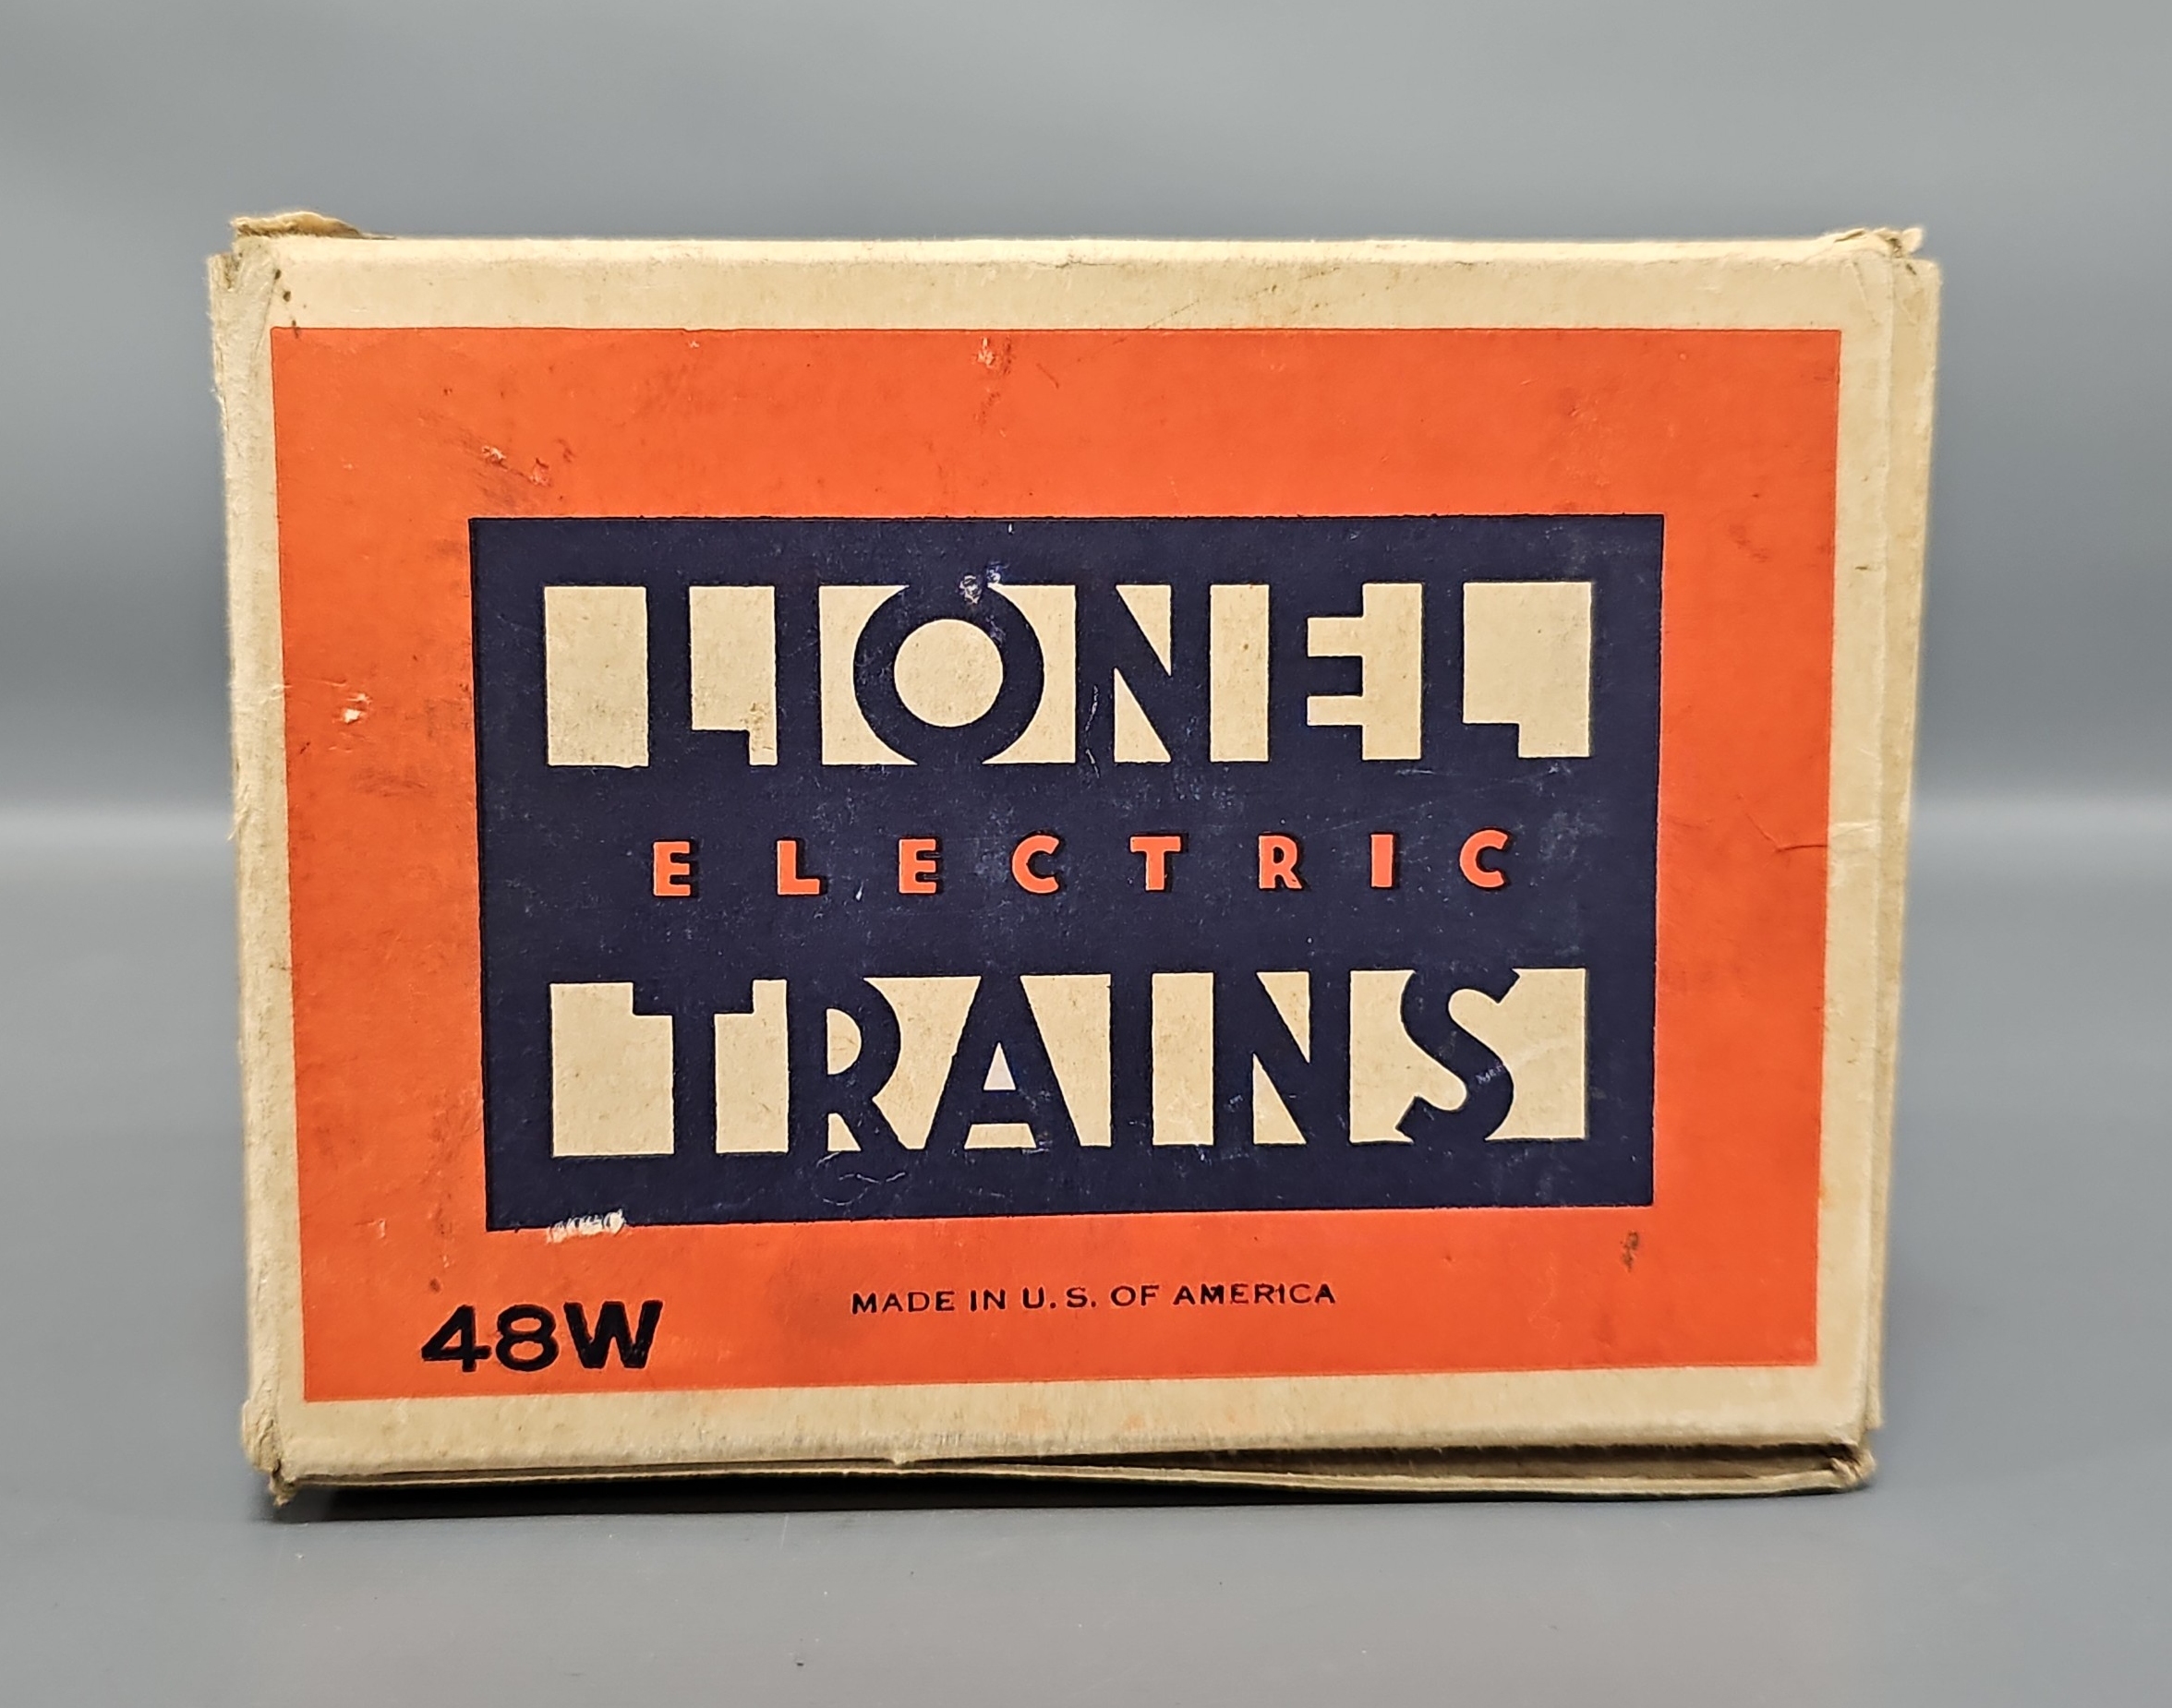 LIONEL
ELECTRIC
TRAINS
MADE IN U.S. OF AMERICA
48W